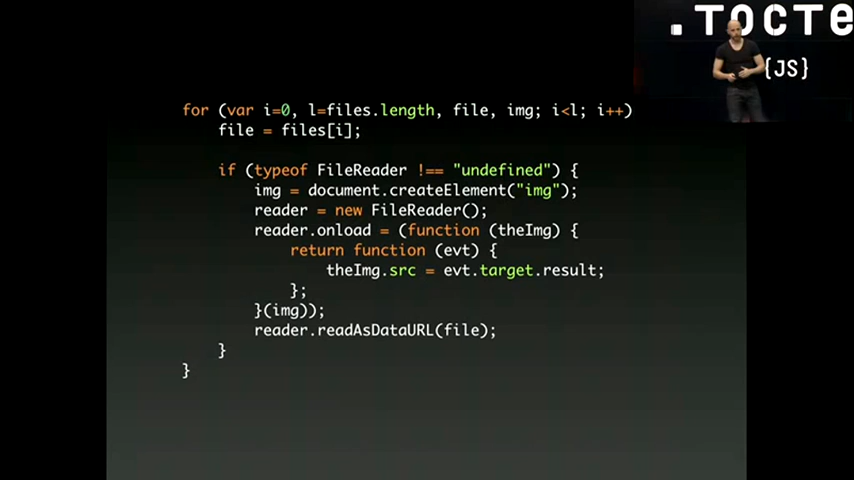 .тосте
{JS}
for (var i=0, l=files.length, file, img; i<l; i++)
file = files[i];
if (typeof FileReader !== "undefined") {
img = document.createElement("img");
reader = new FileReader();
reader.onload = (function (theImg) {
return function (evt) {
theImg.src = evt.target.result;
};
}(img));
reader.readAsDataURL(file);
}
}